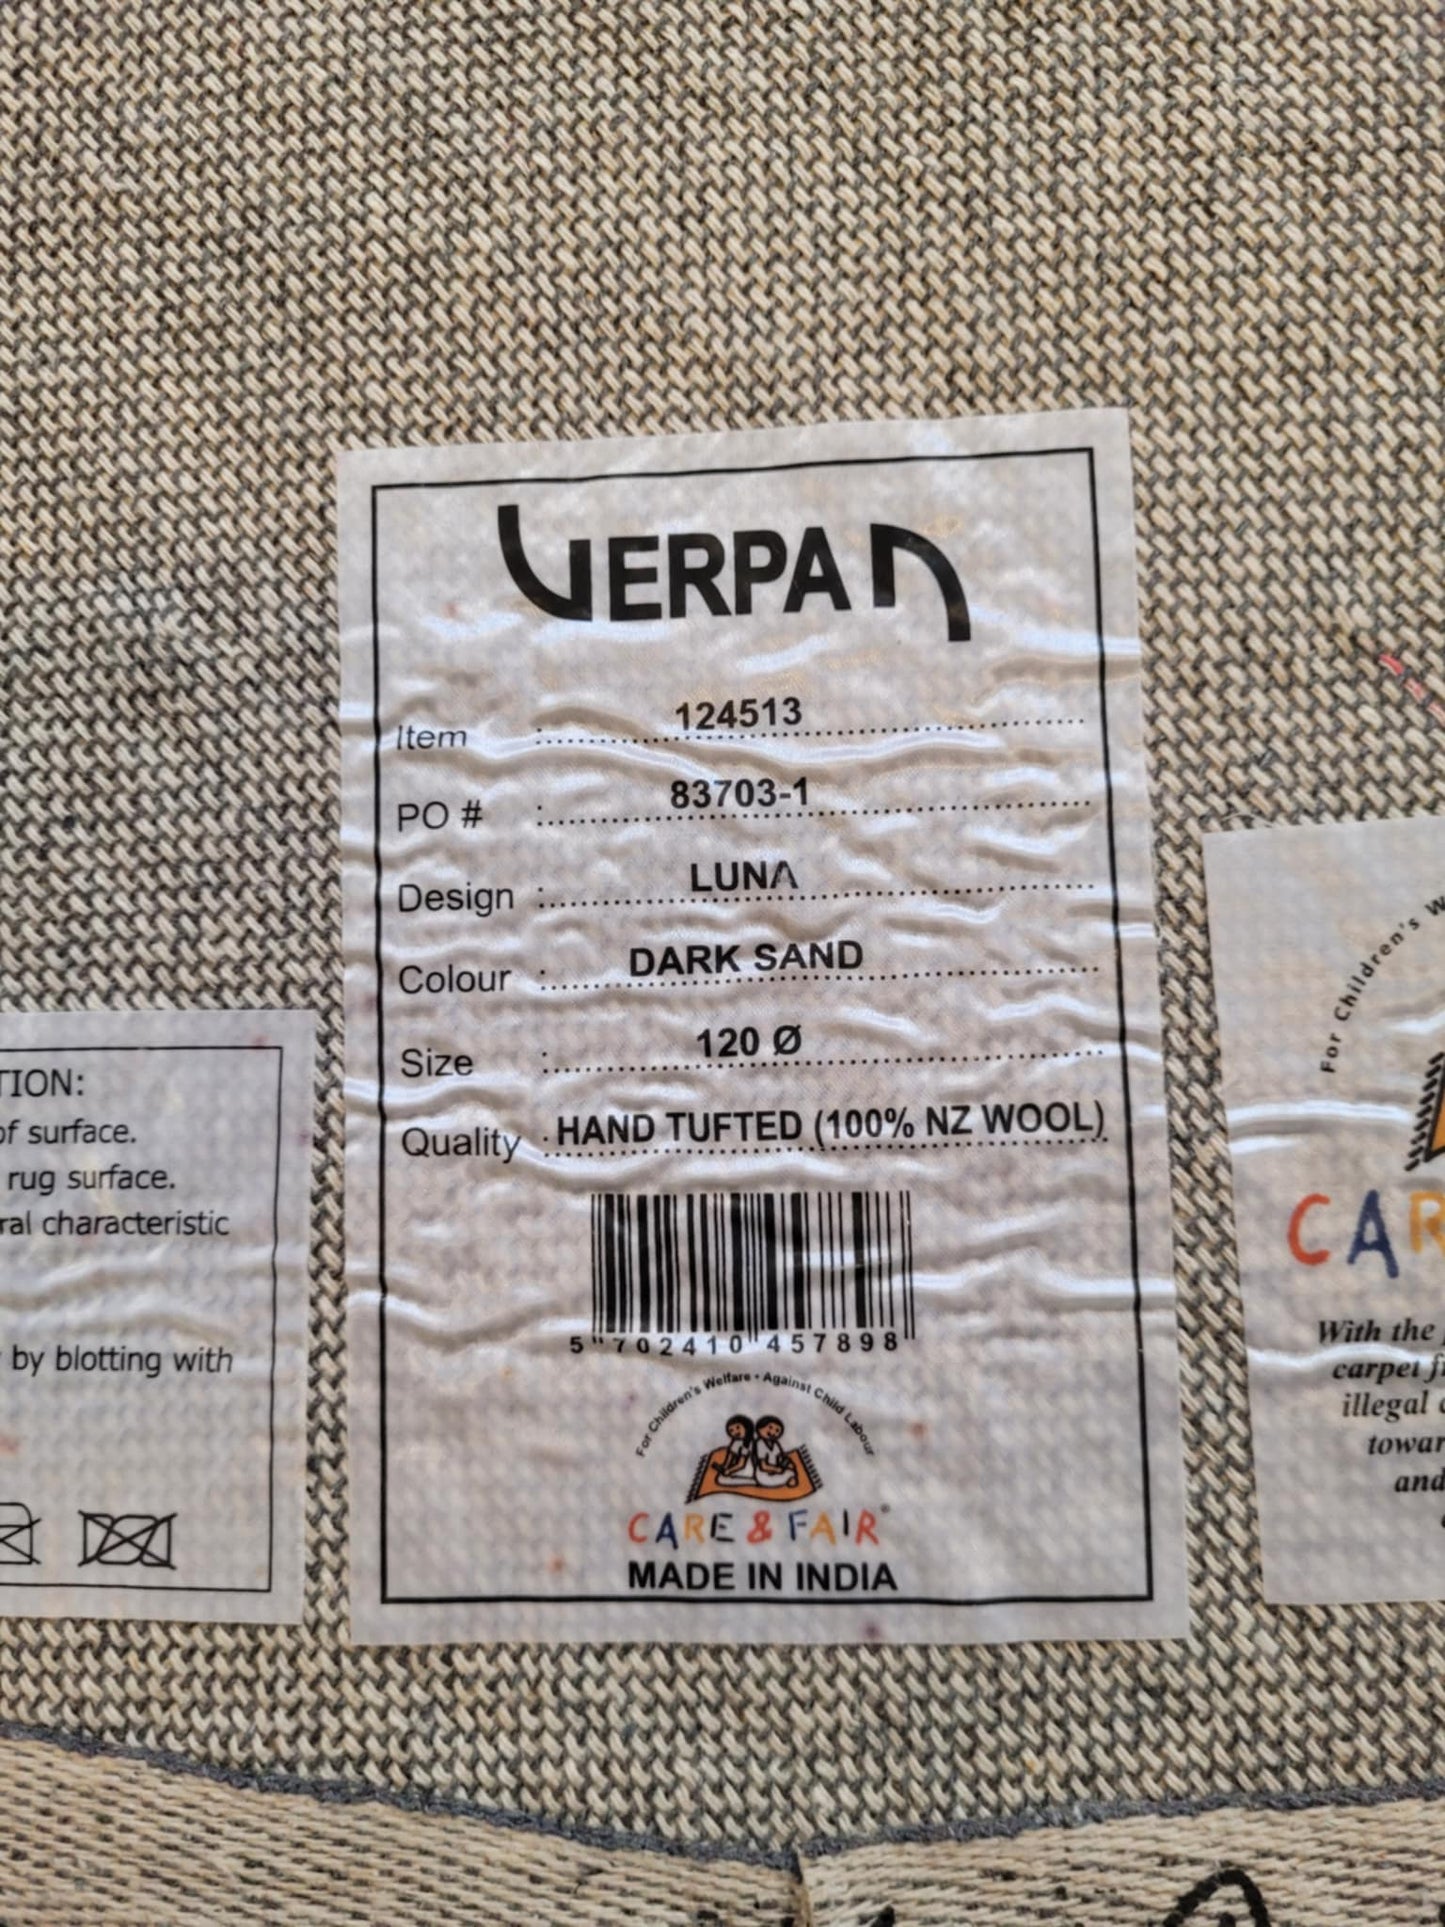 VERPAN
Item : 124513
PO # : 83703-1
Design : LUNA
Colour : DARK SAND
Size : 120 Ø
Quality : HAND TUFTED (100% NZ WOOL)
5 702410 457898
For Children's Welfare • Against Child Labour
CARE & FAIR®
MADE IN INDIA
TION:
of surface.
rug surface.
ral characteristic
by blotting with
For Children's W
CAR
With the
carpet
illegal
towar
and